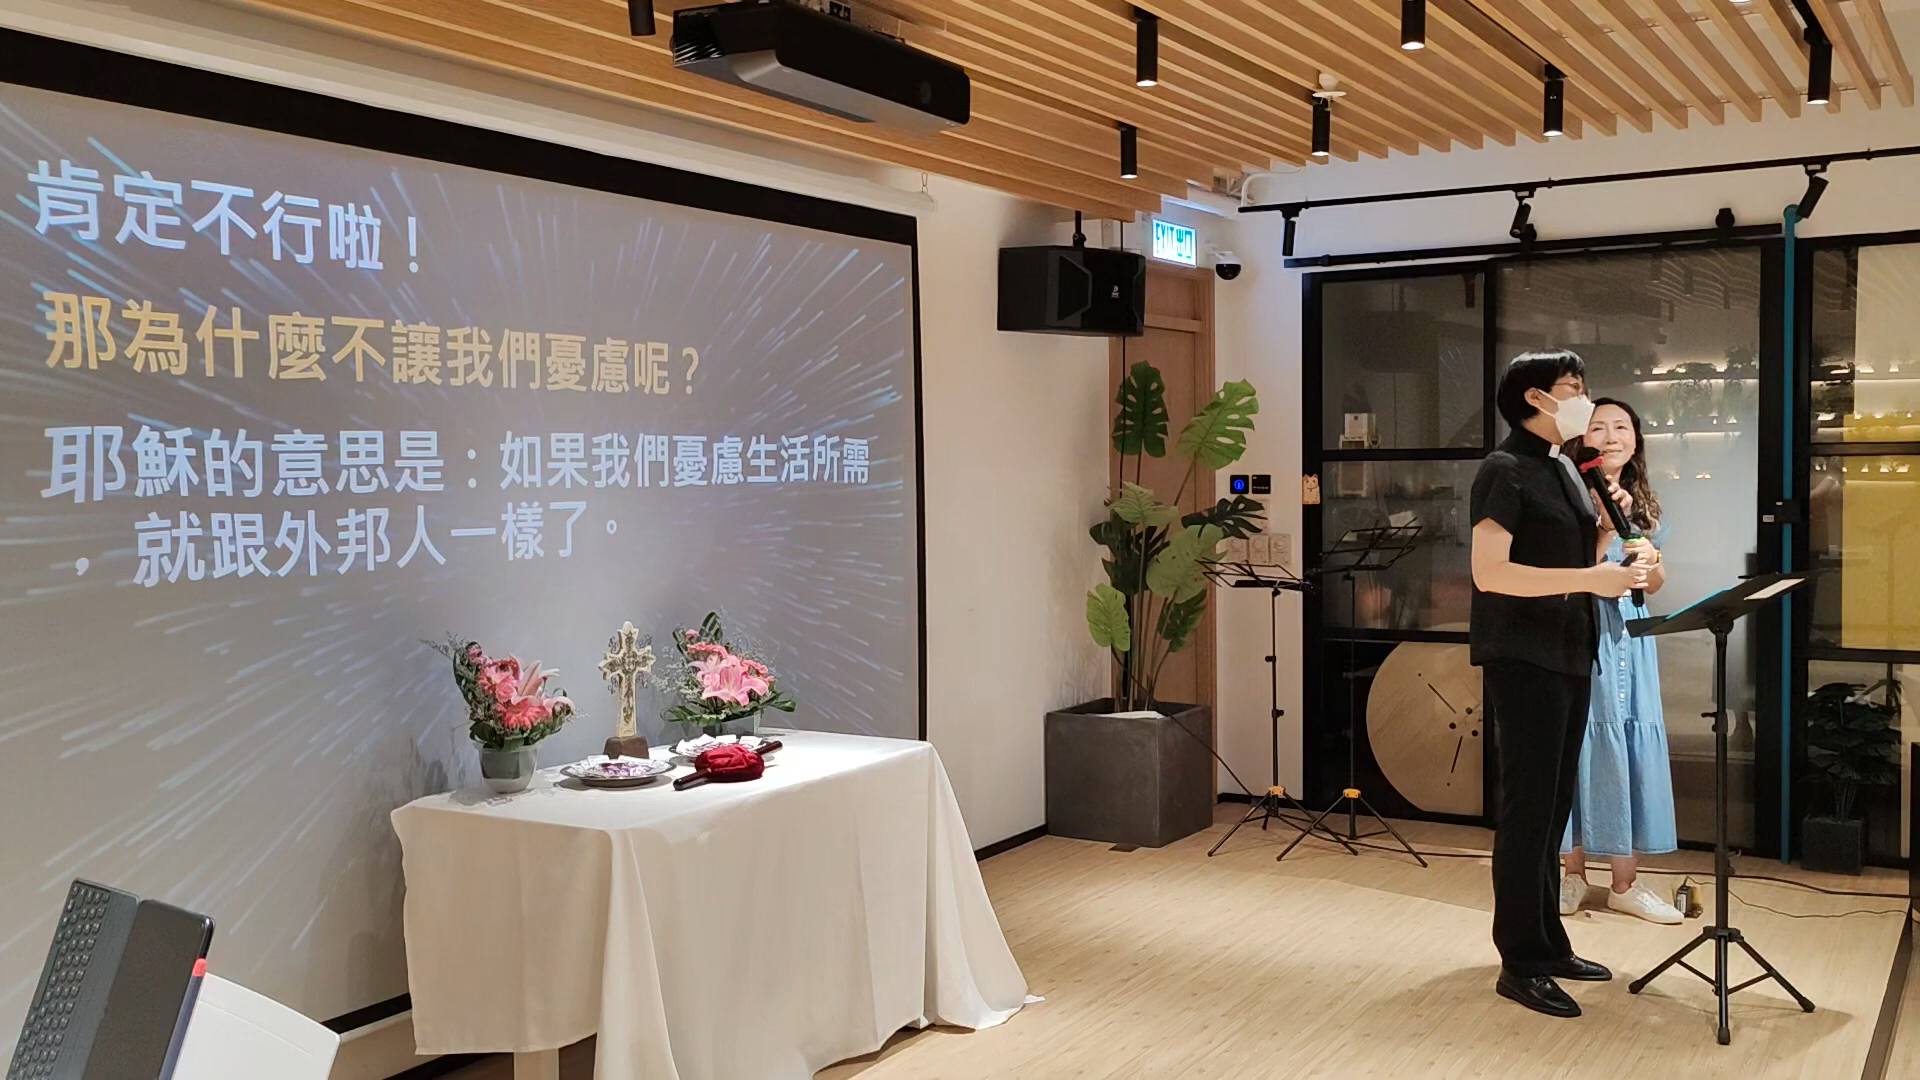 肯定不行啦！
那為什麼不讓我們憂慮呢？
耶穌的意思是：如果我們憂慮生活所需
，就跟外邦人一樣了。
EXIT 出口